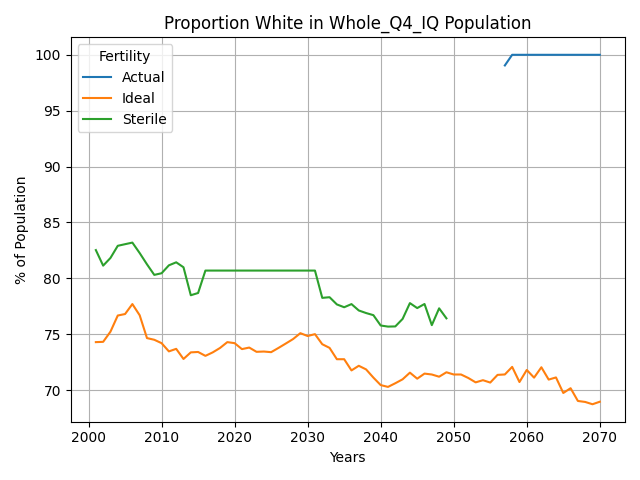 Proportion White in Whole_Q4_IQ Population
Fertility
Actual
Ideal
Sterile
% of Population
100
95
90
85
80
75
70
2000 2010 2020 2030 2040 2050 2060 2070
Years